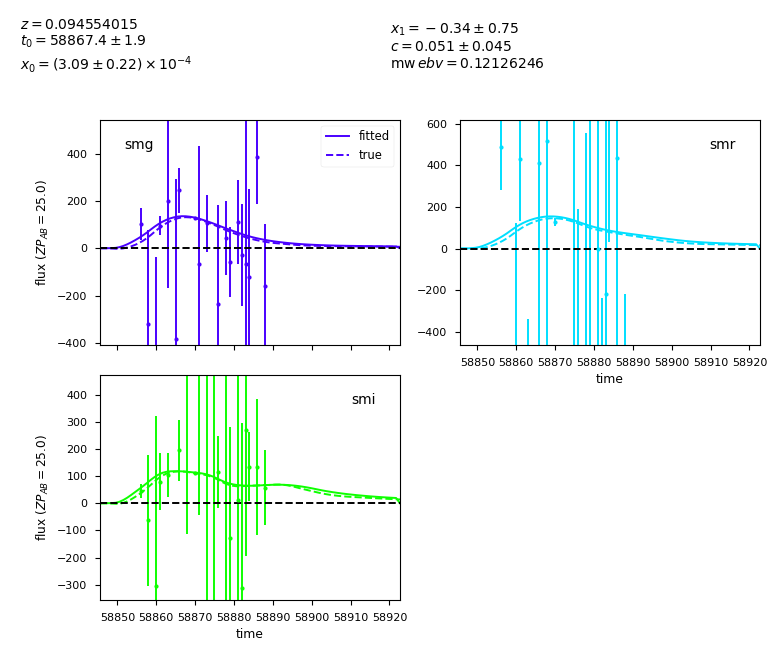 z = 0.094554015
t₀ = 58867.4 ± 1.9
x₀ = (3.09 ± 0.22) × 10⁻⁴
x₁ = −0.34 ± 0.75
c = 0.051 ± 0.045
mw ebv = 0.12126246
smg
fitted
true
flux (ZP_AB = 25.0)
400
200
0
−200
−400
smr
600
400
200
0
−200
−400
58850 58860 58870 58880 58890 58900 58910 58920
time
smi
flux (ZP_AB = 25.0)
400
300
200
100
0
−100
−200
−300
58850 58860 58870 58880 58890 58900 58910 58920
time